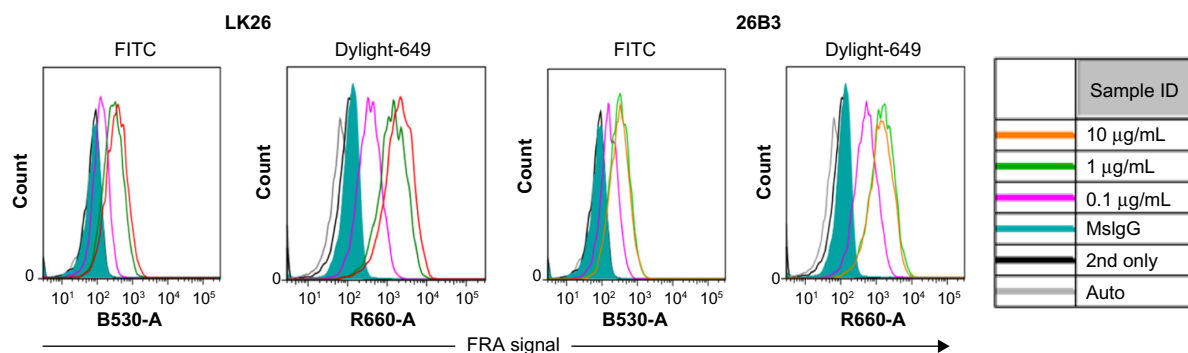 LK26
26B3
FITC
Dylight-649
FITC
Dylight-649
Count
0
10¹ 10² 10³ 10⁴ 10⁵
B530-A
Count
0
10¹ 10² 10³ 10⁴ 10⁵
R660-A
Count
0
10¹ 10² 10³ 10⁴ 10⁵
B530-A
Count
0
10¹ 10² 10³ 10⁴ 10⁵
R660-A
FRA signal
Sample ID
10 μg/mL
1 μg/mL
0.1 μg/mL
MsIgG
2nd only
Auto